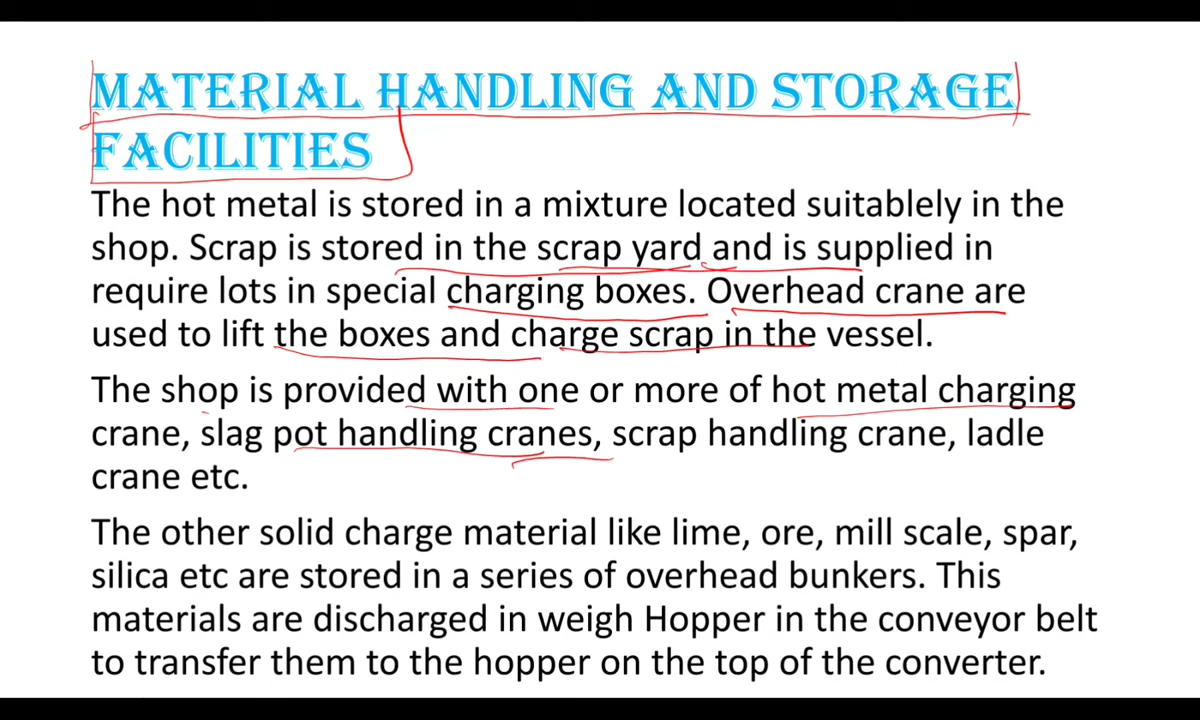 MATERIAL HANDLING AND STORAGE
FACILITIES
The hot metal is stored in a mixture located suitablely in the
shop. Scrap is stored in the scrap yard and is supplied in
require lots in special charging boxes. Overhead crane are
used to lift the boxes and charge scrap in the vessel.
The shop is provided with one or more of hot metal charging
crane, slag pot handling cranes, scrap handling crane, ladle
crane etc.
The other solid charge material like lime, ore, mill scale, spar,
silica etc are stored in a series of overhead bunkers. This
materials are discharged in weigh Hopper in the conveyor belt
to transfer them to the hopper on the top of the converter.